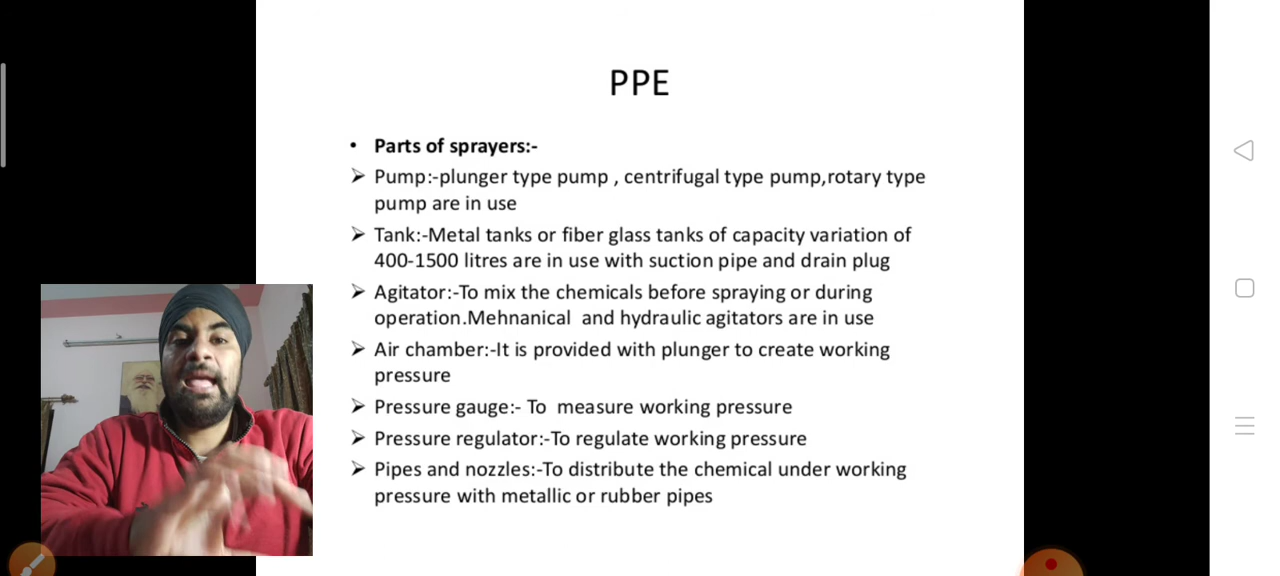 PPE
• Parts of sprayers:-
➢ Pump:-plunger type pump , centrifugal type pump,rotary type
pump are in use
➢ Tank:-Metal tanks or fiber glass tanks of capacity variation of
400-1500 litres are in use with suction pipe and drain plug
➢ Agitator:-To mix the chemicals before spraying or during
operation.Mehnanical  and hydraulic agitators are in use
➢ Air chamber:-It is provided with plunger to create working
pressure
➢ Pressure gauge:- To  measure working pressure
➢ Pressure regulator:-To regulate working pressure
➢ Pipes and nozzles:-To distribute the chemical under working
pressure with metallic or rubber pipes